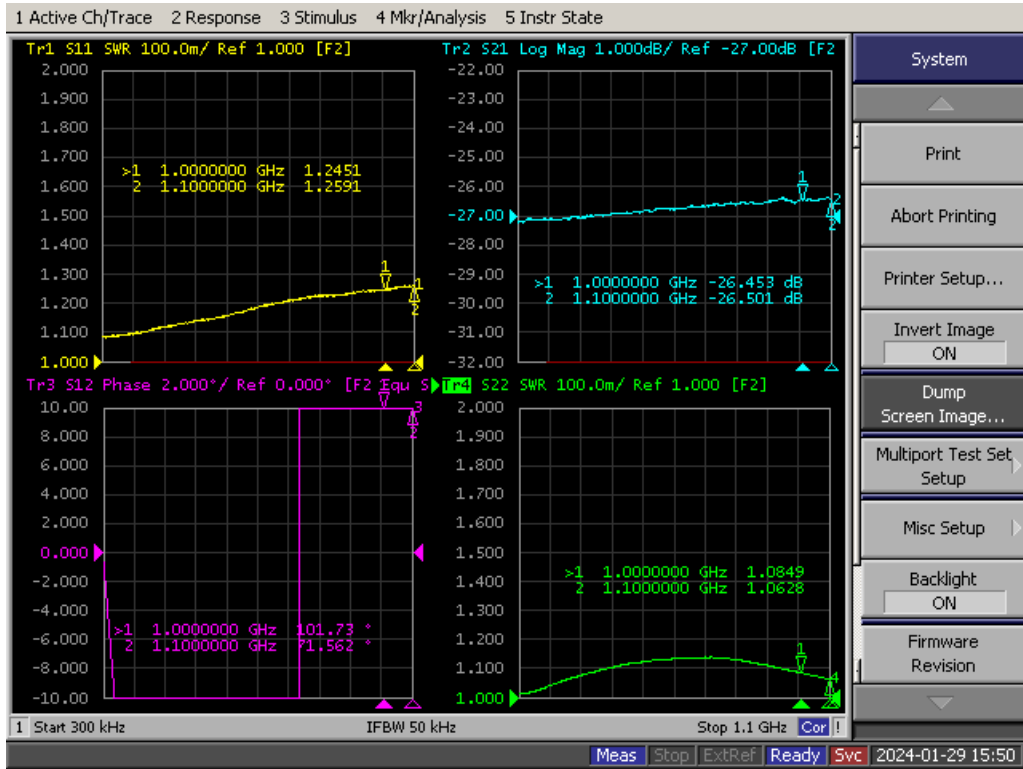 1 Active Ch/Trace 2 Response 3 Stimulus 4 Mkr/Analysis 5 Instr State
Tr1 S11 SWR 100.0m/ Ref 1.000 [F2]
2.000
1.900
1.800
1.700
1.600
1.500
1.400
1.300
1.200
1.100
1.000
>1 1.0000000 GHz 1.2451
2 1.1000000 GHz 1.2591
1
1
2
Tr2 S21 Log Mag 1.000dB/ Ref -27.00dB [F2
-22.00
-23.00
-24.00
-25.00
-26.00
-27.00
-28.00
-29.00
-30.00
-31.00
-32.00
1
2
2
>1 1.0000000 GHz -26.453 dB
2 1.1000000 GHz -26.501 dB
Tr3 S12 Phase 2.000°/ Ref 0.000° [F2 Equ S
10.00
8.000
6.000
4.000
2.000
0.000
-2.000
-4.000
-6.000
-8.000
-10.00
3
2
>1 1.0000000 GHz 101.73 °
2 1.1000000 GHz 71.562 °
Tr4 S22 SWR 100.0m/ Ref 1.000 [F2]
2.000
1.900
1.800
1.700
1.600
1.500
1.400
1.300
1.200
1.100
1.000
>1 1.0000000 GHz 1.0849
2 1.1000000 GHz 1.0628
1
4
2
1 Start 300 kHz IFBW 50 kHz Stop 1.1 GHz Cor !
System
Print
Abort Printing
Printer Setup...
Invert Image
ON
Dump
Screen Image...
Multiport Test Set
Setup
Misc Setup
Backlight
ON
Firmware
Revision
Meas Stop ExtRef Ready Svc 2024-01-29 15:50